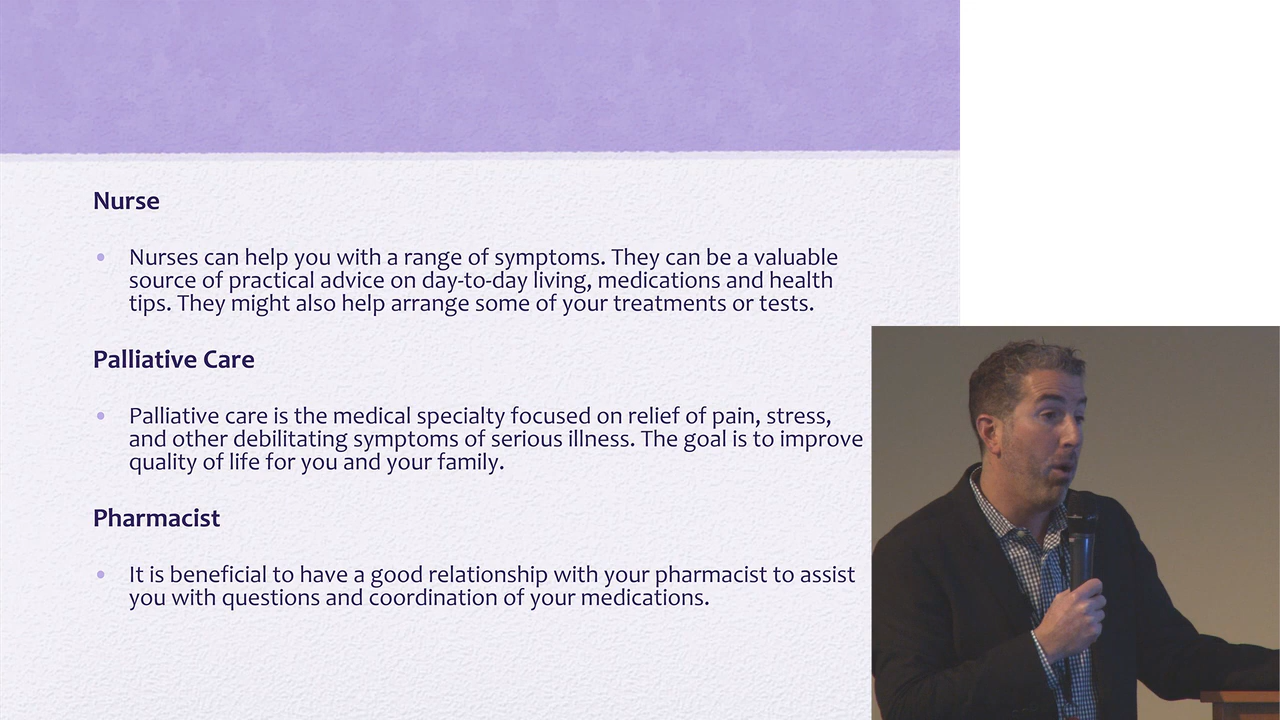 Nurse
Nurses can help you with a range of symptoms. They can be a valuable
source of practical advice on day-to-day living, medications and health
tips. They might also help arrange some of your treatments or tests.
Palliative Care
Palliative care is the medical specialty focused on relief of pain, stress,
and other debilitating symptoms of serious illness. The goal is to improve
quality of life for you and your family.
Pharmacist
It is beneficial to have a good relationship with your pharmacist to assist
you with questions and coordination of your medications.